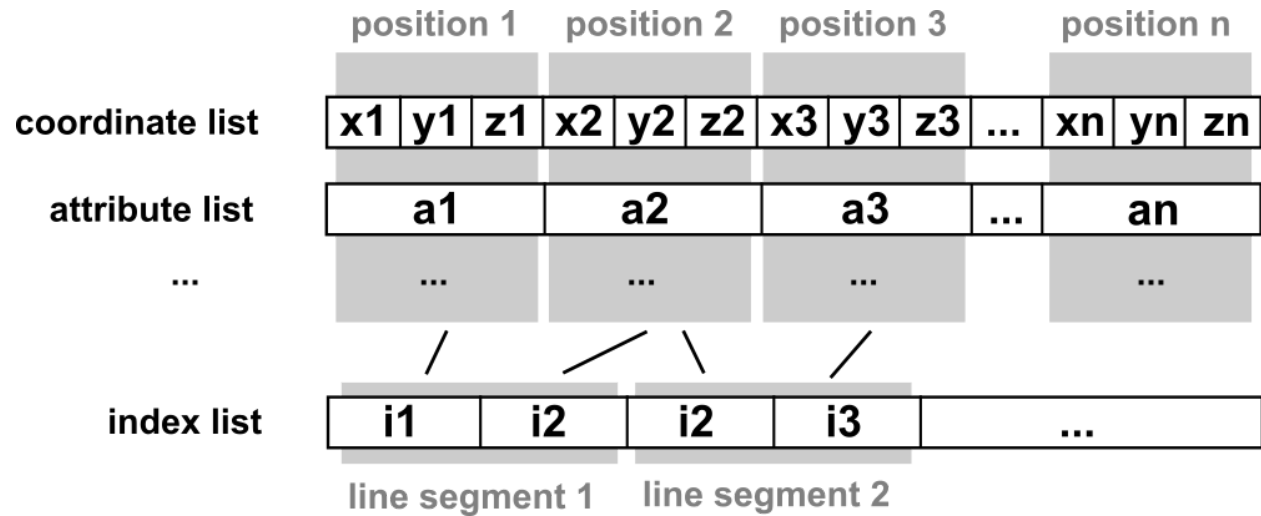 position 1 position 2 position 3 position n
coordinate list x1 y1 z1 x2 y2 z2 x3 y3 z3 ... xn yn zn
attribute list a1 a2 a3 ... an
... ... ... ... ...
index list i1 i2 i2 i3 ...
line segment 1 line segment 2